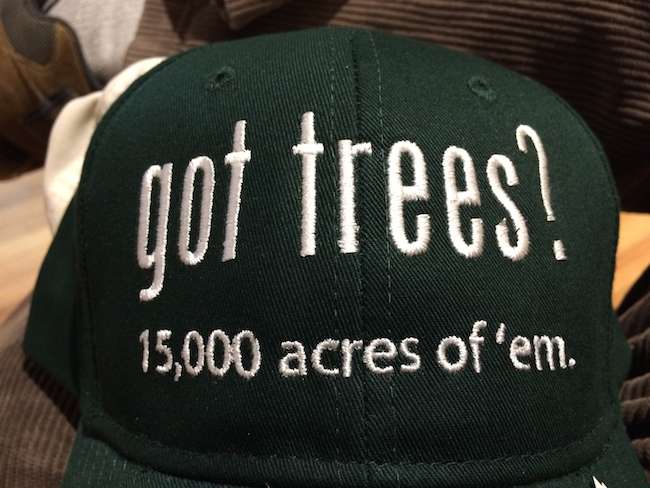 got trees?
15,000 acres of 'em.